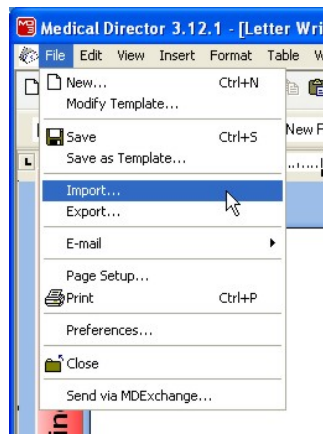 Medical Director 3.12.1 - [Letter Wri
File Edit View Insert Format Table W
New... Ctrl+N
Modify Template...
New F
Save Ctrl+S
Save as Template...
L
Import...
Export...
E-mail
Page Setup...
Print Ctrl+P
Preferences...
Close
Send via MDExchange...